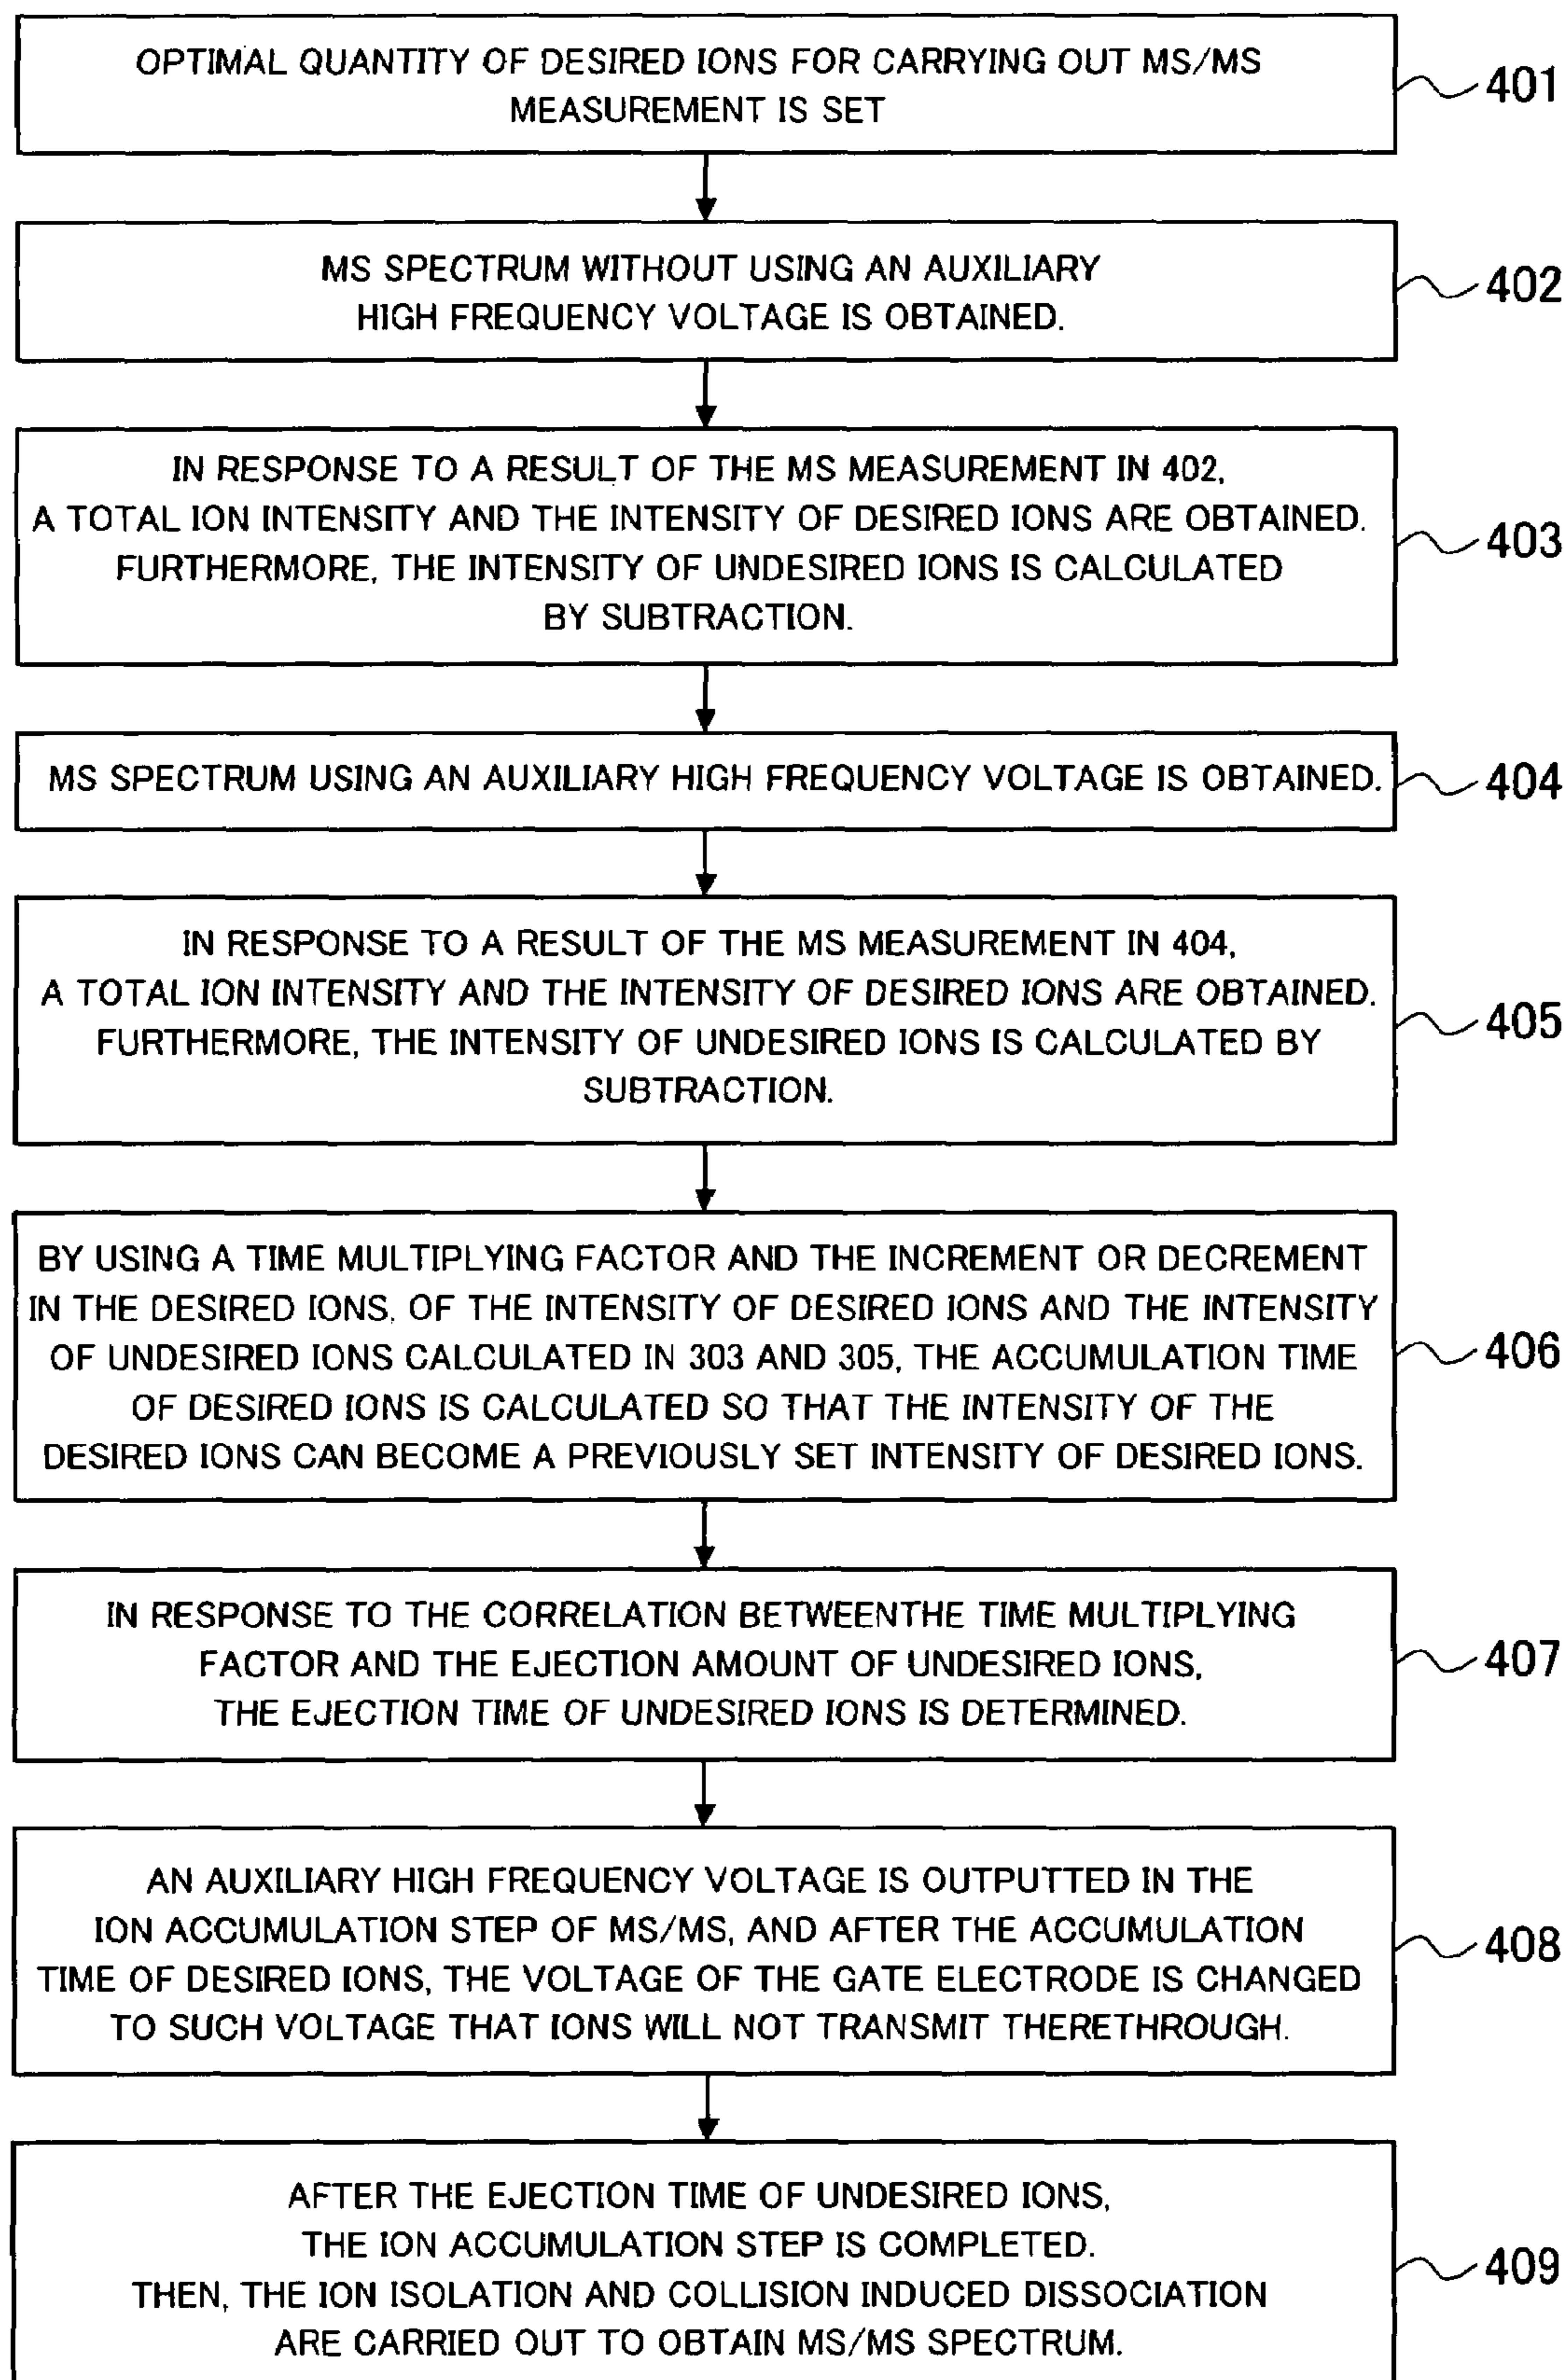 OPTIMAL QUANTITY OF DESIRED IONS FOR CARRYING OUT MS/MS
MEASUREMENT IS SET
401
MS SPECTRUM WITHOUT USING AN AUXILIARY
HIGH FREQUENCY VOLTAGE IS OBTAINED.
402
IN RESPONSE TO A RESULT OF THE MS MEASUREMENT IN 402,
A TOTAL ION INTENSITY AND THE INTENSITY OF DESIRED IONS ARE OBTAINED.
FURTHERMORE, THE INTENSITY OF UNDESIRED IONS IS CALCULATED
BY SUBTRACTION.
403
MS SPECTRUM USING AN AUXILIARY HIGH FREQUENCY VOLTAGE IS OBTAINED.
404
IN RESPONSE TO A RESULT OF THE MS MEASUREMENT IN 404,
A TOTAL ION INTENSITY AND THE INTENSITY OF DESIRED IONS ARE OBTAINED.
FURTHERMORE, THE INTENSITY OF UNDESIRED IONS IS CALCULATED BY
SUBTRACTION.
405
BY USING A TIME MULTIPLYING FACTOR AND THE INCREMENT OR DECREMENT
IN THE DESIRED IONS, OF THE INTENSITY OF DESIRED IONS AND THE INTENSITY
OF UNDESIRED IONS CALCULATED IN 303 AND 305, THE ACCUMULATION TIME
OF DESIRED IONS IS CALCULATED SO THAT THE INTENSITY OF THE
DESIRED IONS CAN BECOME A PREVIOUSLY SET INTENSITY OF DESIRED IONS.
406
IN RESPONSE TO THE CORRELATION BETWEENTHE TIME MULTIPLYING
FACTOR AND THE EJECTION AMOUNT OF UNDESIRED IONS,
THE EJECTION TIME OF UNDESIRED IONS IS DETERMINED.
407
AN AUXILIARY HIGH FREQUENCY VOLTAGE IS OUTPUTTED IN THE
ION ACCUMULATION STEP OF MS/MS, AND AFTER THE ACCUMULATION
TIME OF DESIRED IONS, THE VOLTAGE OF THE GATE ELECTRODE IS CHANGED
TO SUCH VOLTAGE THAT IONS WILL NOT TRANSMIT THERETHROUGH.
408
AFTER THE EJECTION TIME OF UNDESIRED IONS,
THE ION ACCUMULATION STEP IS COMPLETED.
THEN, THE ION ISOLATION AND COLLISION INDUCED DISSOCIATION
ARE CARRIED OUT TO OBTAIN MS/MS SPECTRUM.
409